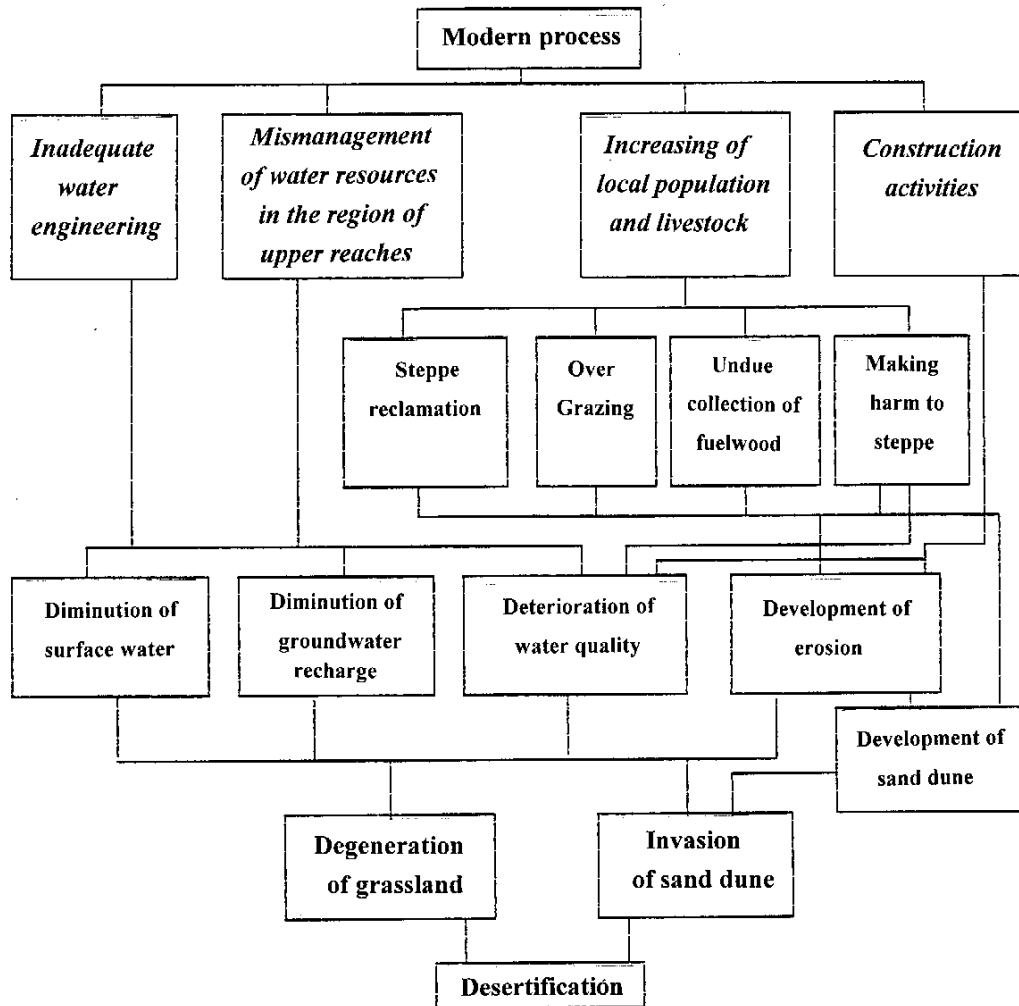 Modern process
Inadequate
water
engineering
Mismanagement
of water resources
in the region of
upper reaches
Increasing of
local population
and livestock
Construction
activities
Steppe
reclamation
Over
Grazing
Undue
collection of
fuelwood
Making
harm to
steppe
Diminution of
surface water
Diminution of
groundwater
recharge
Deterioration of
water quality
Development of
erosion
Development of
sand dune
Degeneration
of grassland
Invasion
of sand dune
Desertification